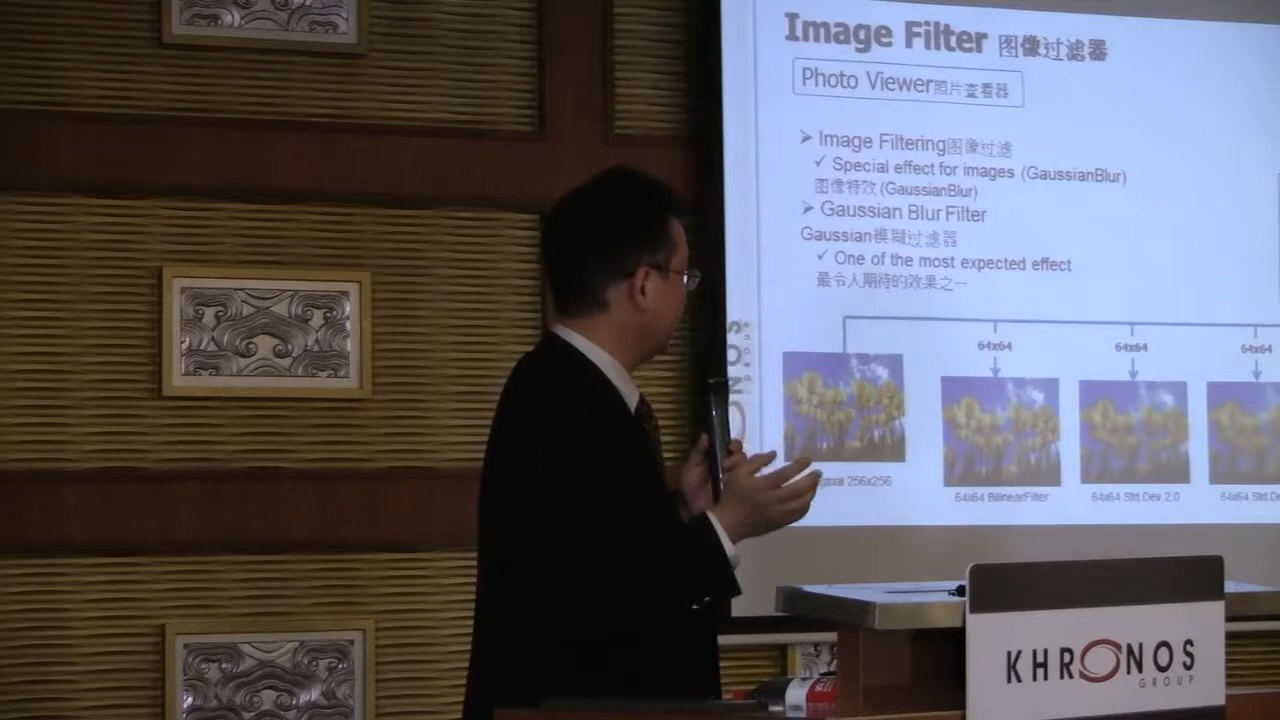 Image Filter 图像过滤器
Photo Viewer照片查看器
➢ Image Filtering图像过滤
✓ Special effect for images (GaussianBlur)
图像特效 (GaussianBlur)
➢ Gaussian Blur Filter
Gaussian模糊过滤器
✓ One of the most expected effect
最令人期待的效果之一
64x64 64x64 64x64
256x256
64x64 BilinearFilter 64x64 Std.Dev 2.0 64x64 Std.De
KHRONOS
GROUP